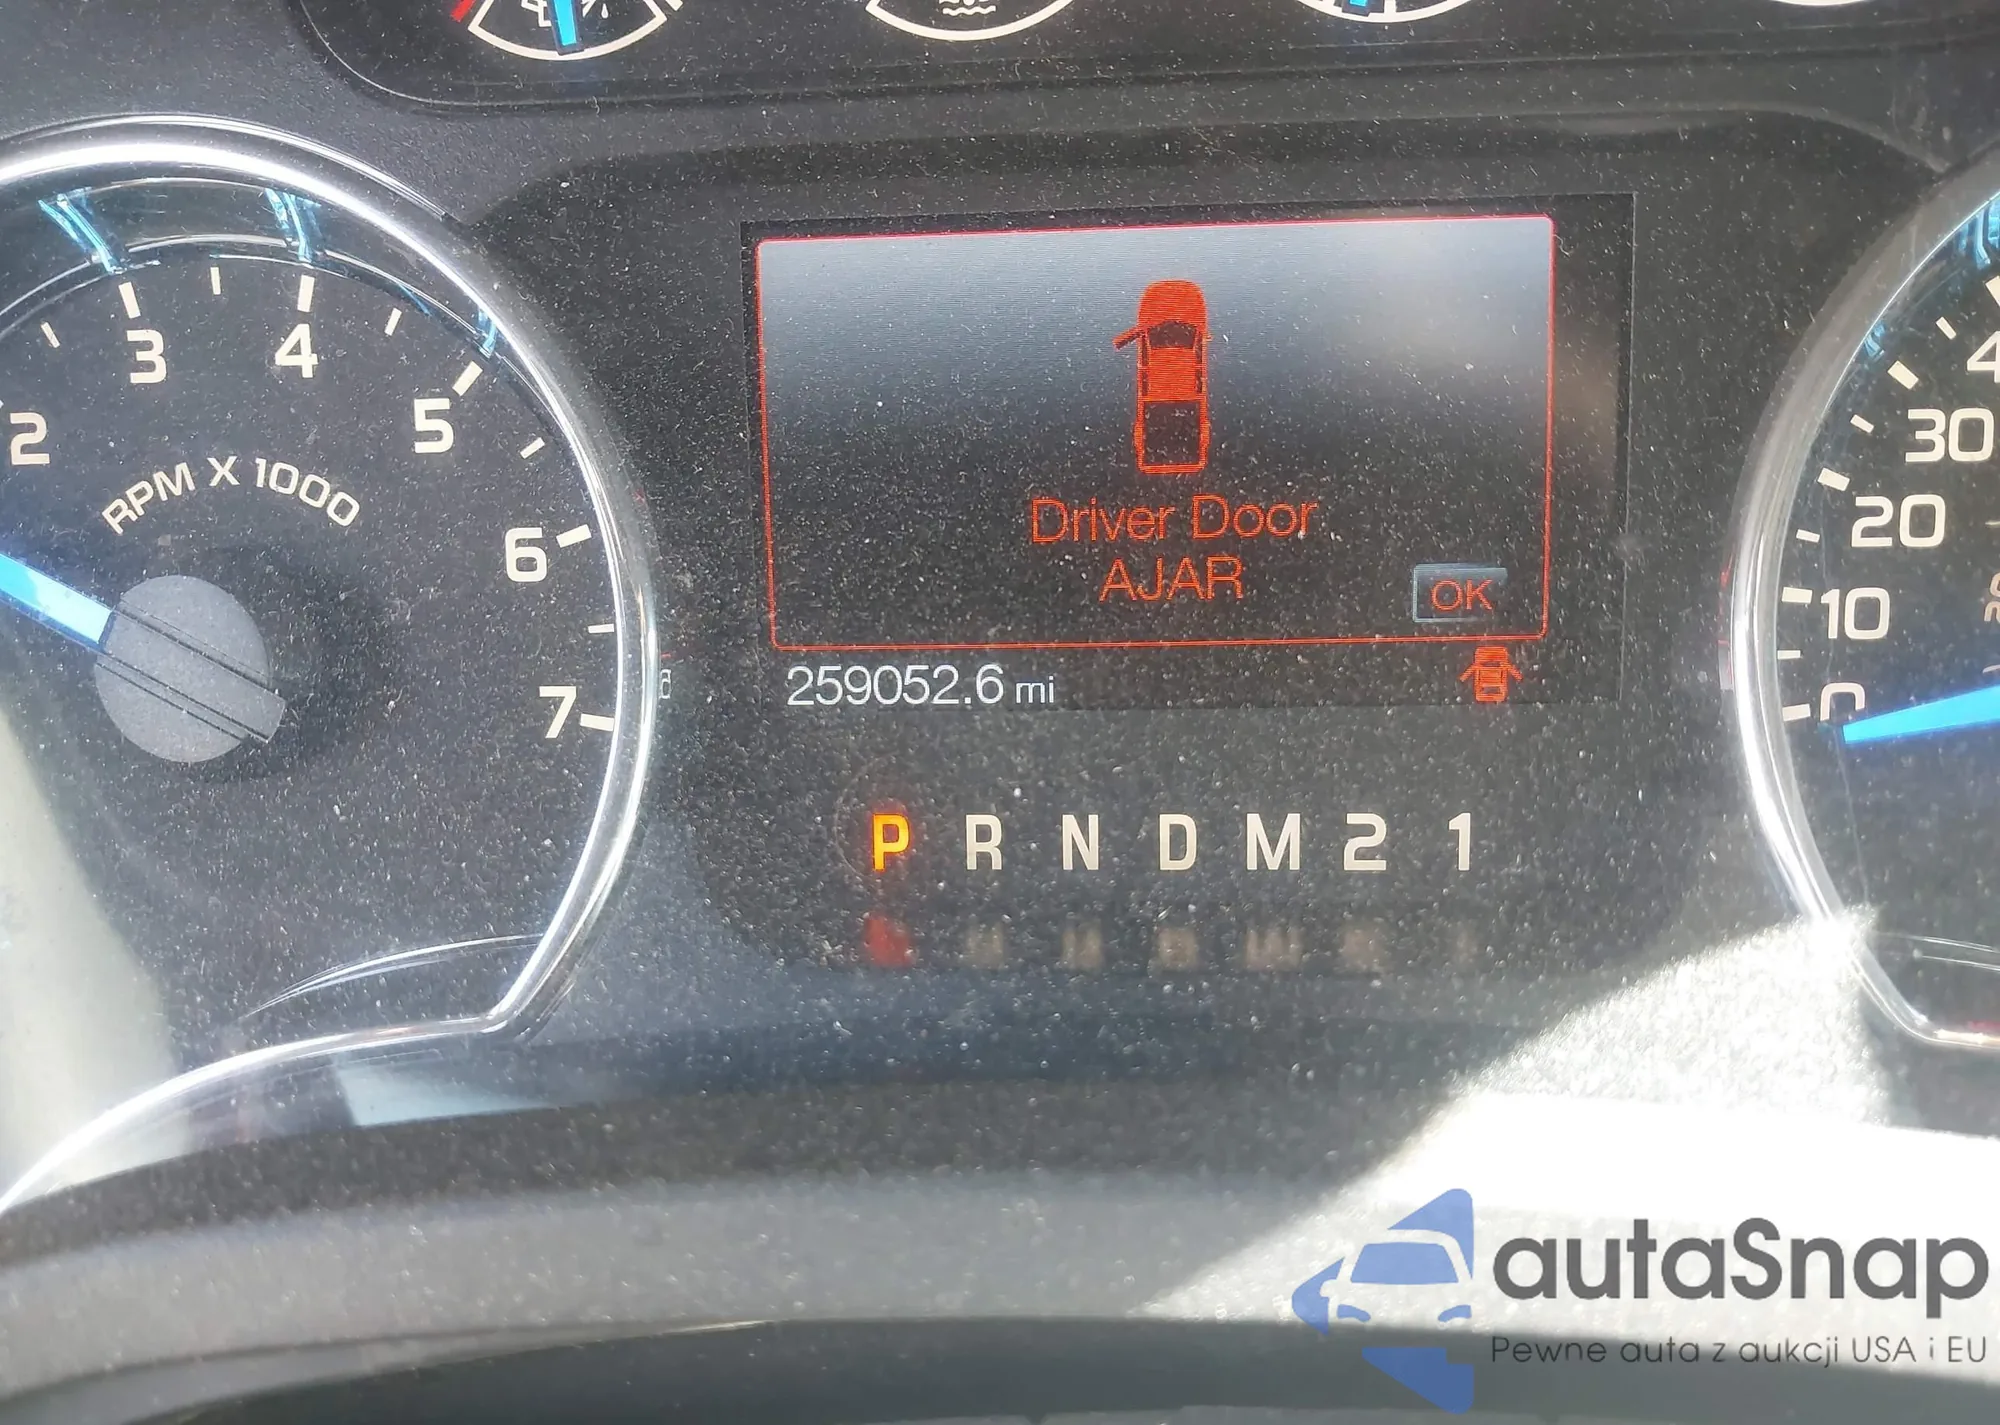 2 3 4 5 6 7
RPM X 1000
Driver Door
AJAR
OK
259052.6 mi
P R N D M 2 1
0 10 20 30 4
autaSnap
Pewne auta z aukcji USA i EU